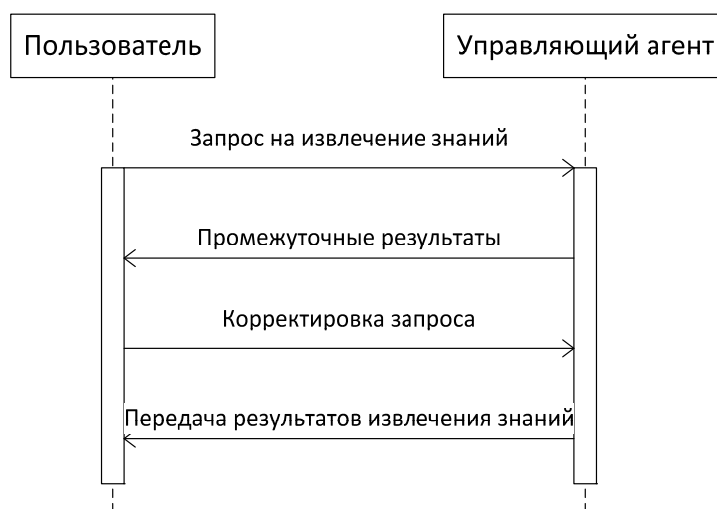 Пользователь
Управляющий агент
Запрос на извлечение знаний
Промежуточные результаты
Корректировка запроса
Передача результатов извлечения знаний